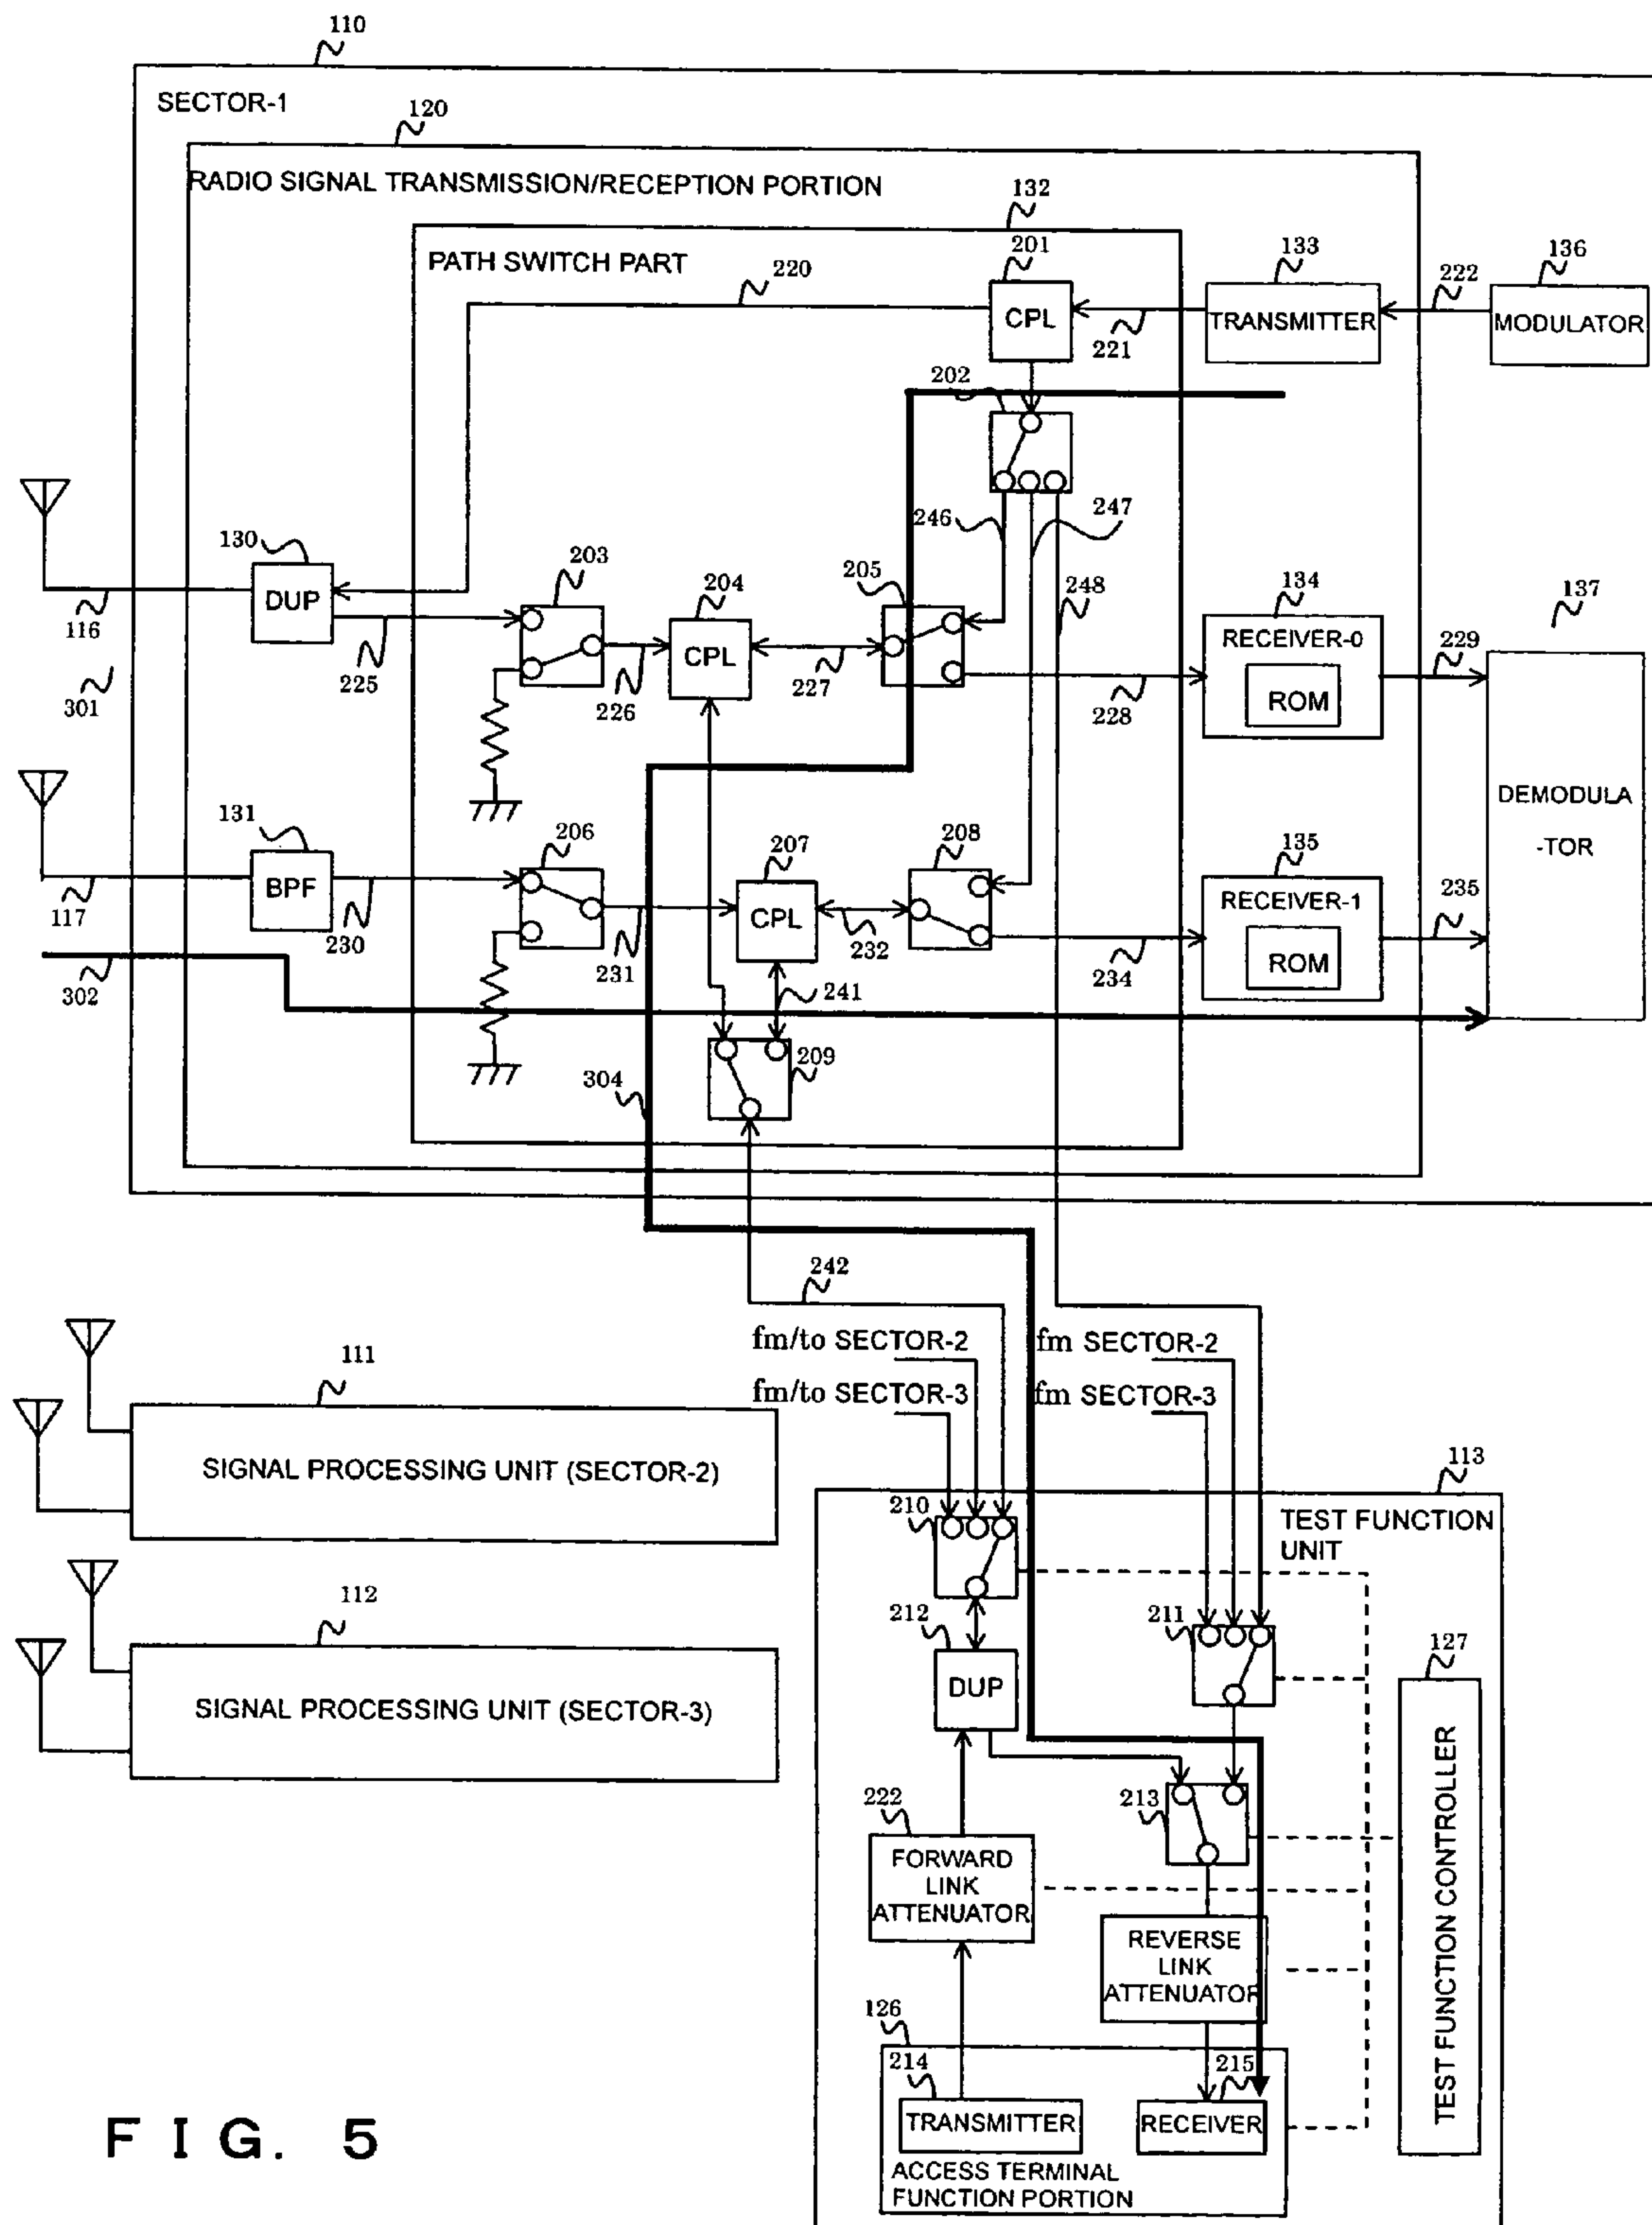 110
SECTOR-1
120
RADIO SIGNAL TRANSMISSION/RECEPTION PORTION
132
PATH SWITCH PART
220
201
CPL
221
133
TRANSMITTER
222
136
MODULATOR
202
246
247
248
130
DUP
116
225
203
226
204
CPL
227
205
228
134
RECEIVER-0
ROM
229
137
DEMODULA
-TOR
301
131
BPF
117
230
206
231
207
CPL
232
208
234
135
RECEIVER-1
ROM
235
302
241
209
304
242
fm/to SECTOR-2
fm SECTOR-2
fm/to SECTOR-3
fm SECTOR-3
111
SIGNAL PROCESSING UNIT (SECTOR-2)
112
SIGNAL PROCESSING UNIT (SECTOR-3)
113
TEST FUNCTION
UNIT
210
211
212
DUP
127
TEST FUNCTION CONTROLLER
213
222
FORWARD
LINK
ATTENUATOR
REVERSE
LINK
ATTENUATOR
126
214
TRANSMITTER
215
RECEIVER
ACCESS TERMINAL
FUNCTION PORTION
FIG. 5